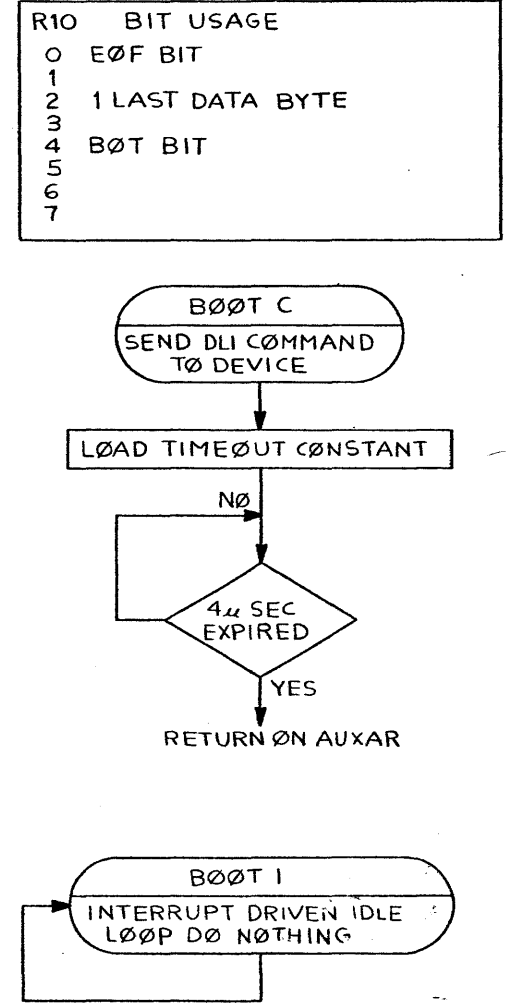 R10 BIT USAGE
0 EØF BIT
1
2 1 LAST DATA BYTE
3
4 BØT BIT
5
6
7
BØØT C
SEND DLI CØMMAND
TØ DEVICE
LØAD TIMEØUT CØNSTANT
NØ
4µ SEC
EXPIRED
YES
RETURN ØN AUXAR
BØØT I
INTERRUPT DRIVEN IDLE
LØØP DØ NØTHING